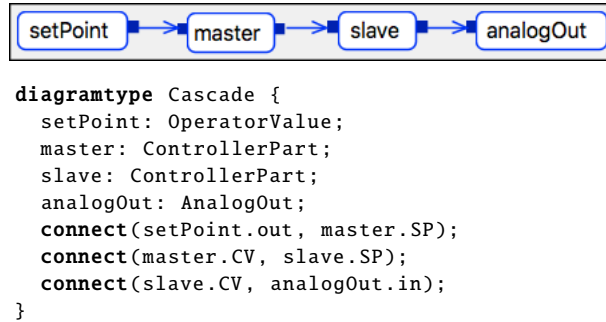 setPoint master slave analogOut
diagramtype Cascade {
  setPoint: OperatorValue;
  master: ControllerPart;
  slave: ControllerPart;
  analogOut: AnalogOut;
  connect(setPoint.out, master.SP);
  connect(master.CV, slave.SP);
  connect(slave.CV, analogOut.in);
}